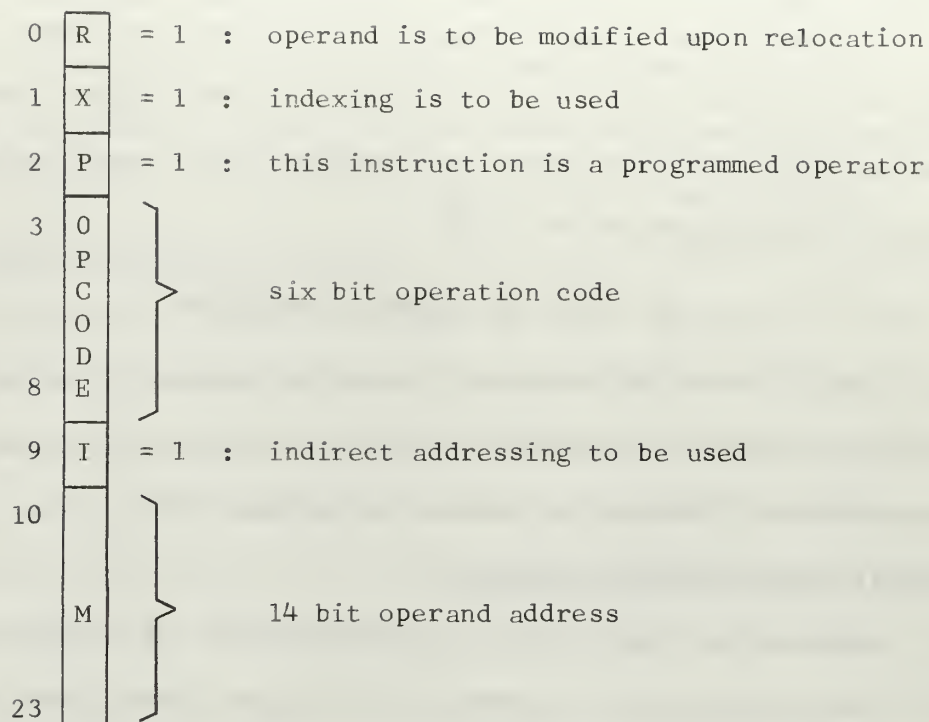 0 R = 1 : operand is to be modified upon relocation
1 X = 1 : indexing is to be used
2 P = 1 : this instruction is a programmed operator
3 O
P
C six bit operation code
O
D
8 E
9 I = 1 : indirect addressing to be used
10
M 14 bit operand address
23